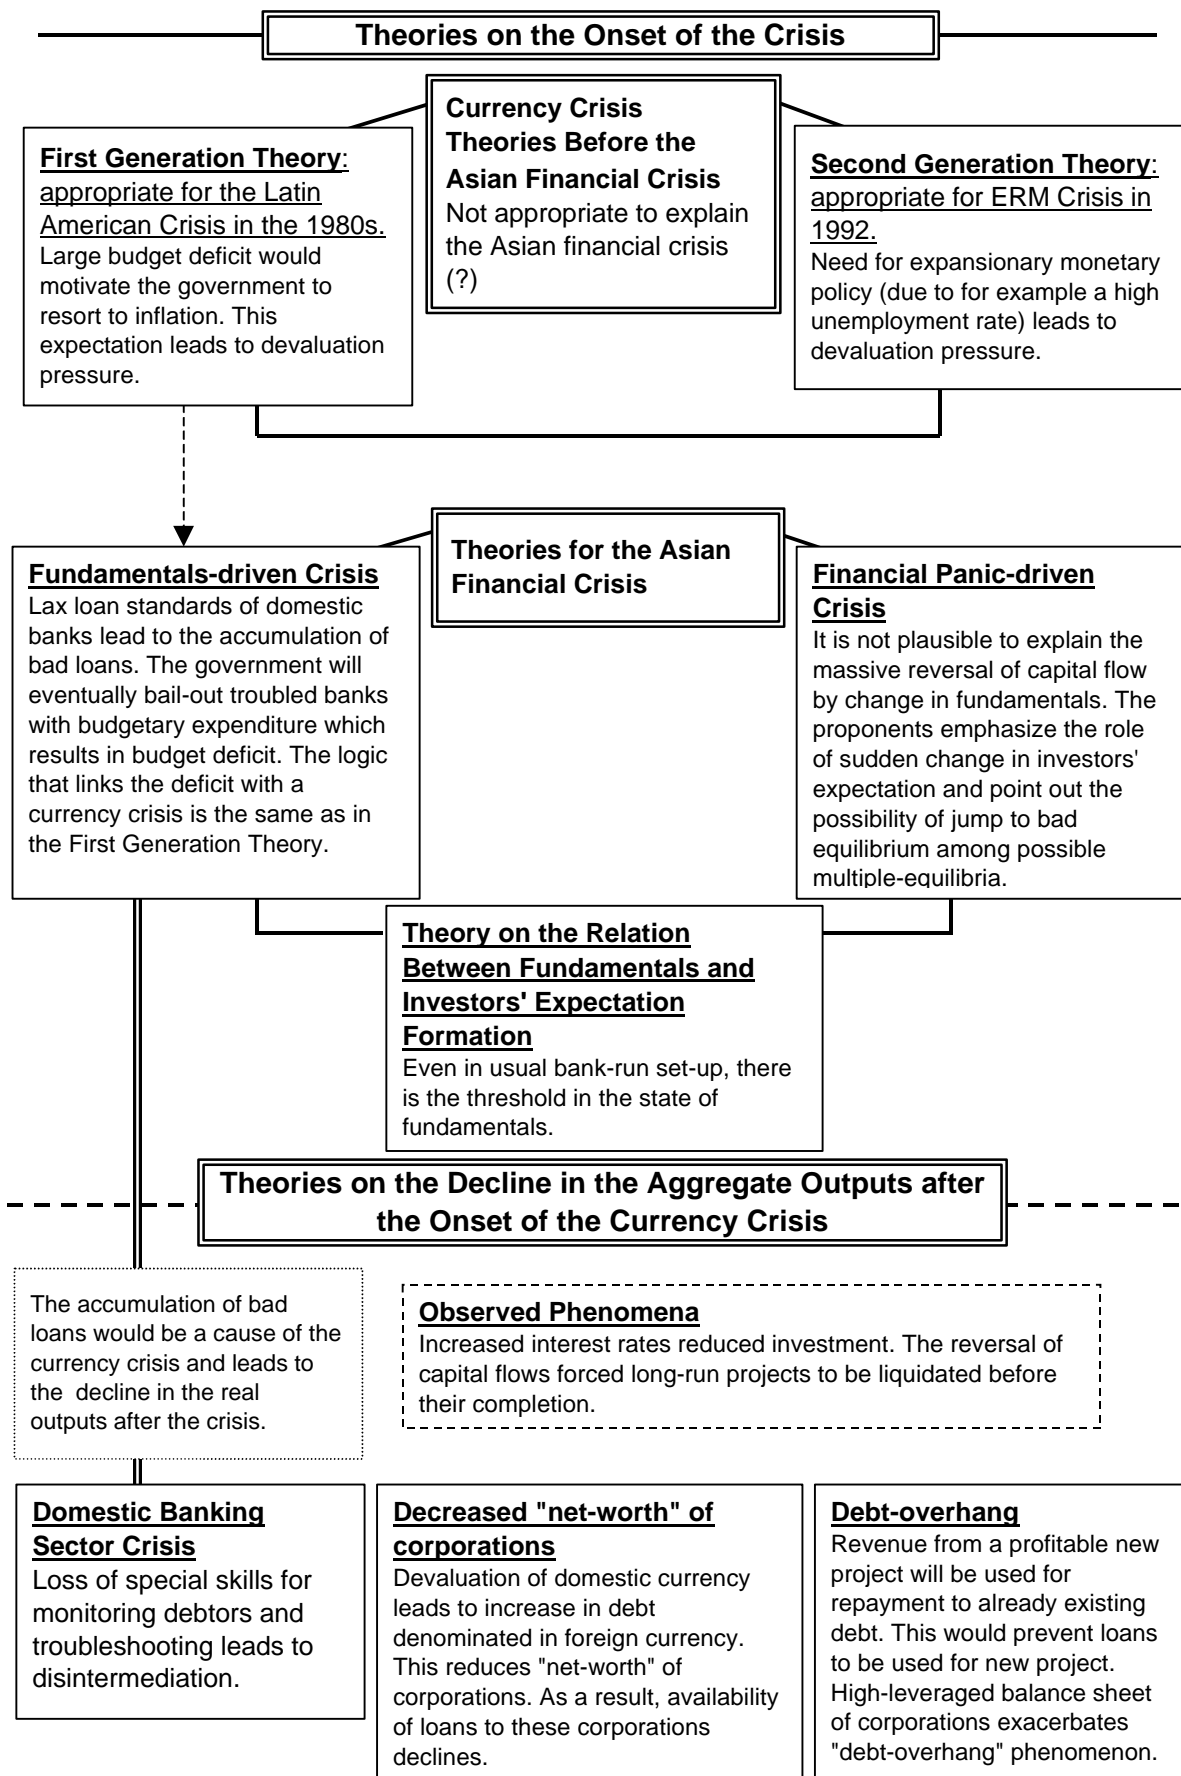 Theories on the Onset of the Crisis
Currency Crisis
Theories Before the
Asian Financial Crisis
Not appropriate to explain
the Asian financial crisis
(?)
First Generation Theory:
appropriate for the Latin
American Crisis in the 1980s.
Large budget deficit would
motivate the government to
resort to inflation. This
expectation leads to devaluation
pressure.
Second Generation Theory:
appropriate for ERM Crisis in
1992.
Need for expansionary monetary
policy (due to for example a high
unemployment rate) leads to
devaluation pressure.
Theories for the Asian
Financial Crisis
Fundamentals-driven Crisis
Lax loan standards of domestic
banks lead to the accumulation of
bad loans. The government will
eventually bail-out troubled banks
with budgetary expenditure which
results in budget deficit. The logic
that links the deficit with a
currency crisis is the same as in
the First Generation Theory.
Financial Panic-driven
Crisis
It is not plausible to explain the
massive reversal of capital flow
by change in fundamentals. The
proponents emphasize the role
of sudden change in investors'
expectation and point out the
possibility of jump to bad
equilibrium among possible
multiple-equilibria.
Theory on the Relation
Between Fundamentals and
Investors' Expectation
Formation
Even in usual bank-run set-up, there
is the threshold in the state of
fundamentals.
Theories on the Decline in the Aggregate Outputs after
the Onset of the Currency Crisis
The accumulation of bad
loans would be a cause of the
currency crisis and leads to
the decline in the real
outputs after the crisis.
Observed Phenomena
Increased interest rates reduced investment. The reversal of
capital flows forced long-run projects to be liquidated before
their completion.
Domestic Banking
Sector Crisis
Loss of special skills for
monitoring debtors and
troubleshooting leads to
disintermediation.
Decreased "net-worth" of
corporations
Devaluation of domestic currency
leads to increase in debt
denominated in foreign currency.
This reduces "net-worth" of
corporations. As a result, availability
of loans to these corporations
declines.
Debt-overhang
Revenue from a profitable new
project will be used for
repayment to already existing
debt. This would prevent loans
to be used for new project.
High-leveraged balance sheet
of corporations exacerbates
"debt-overhang" phenomenon.